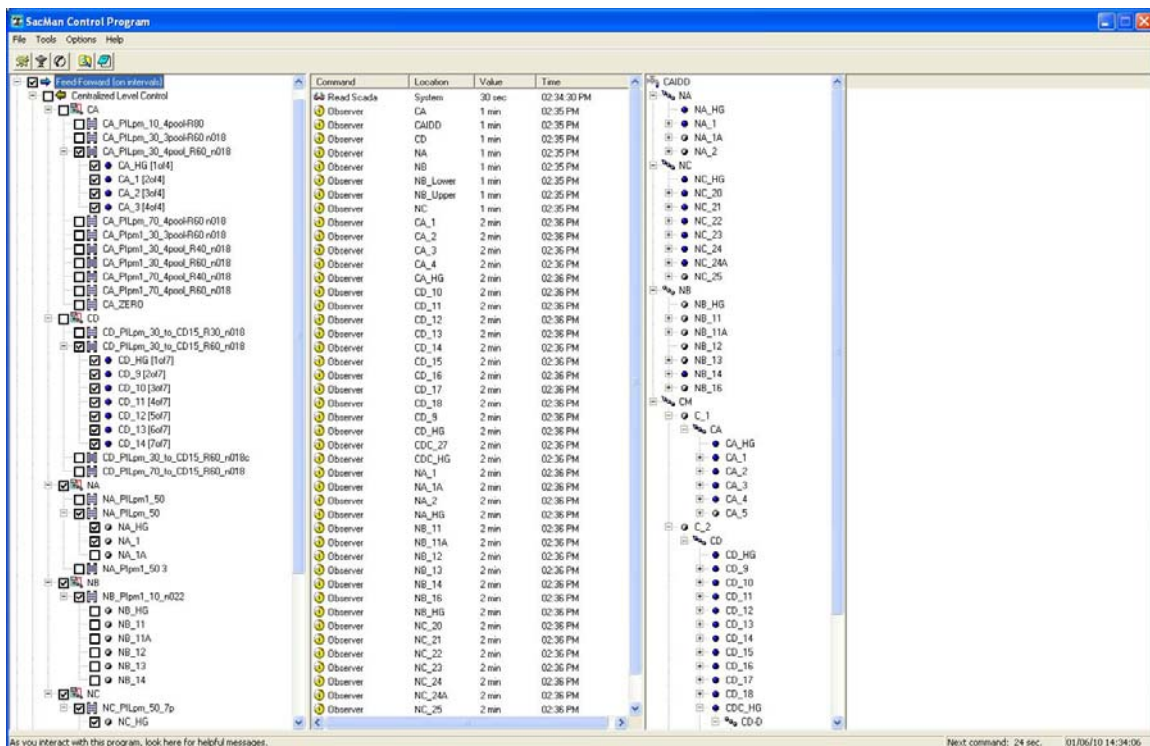 SacMan Control Program
File Tools Options Help
Feed-Forward (on intervals)
Centralized Level Control
CA
CA_PILpm_10_4pool-R80
CA_PILpm_30_3pool-R60 n018
CA_PILpm_30_4pool_R60_n018
CA_HG [1of4]
CA_1 [2of4]
CA_2 [3of4]
CA_3 [4of4]
CA_PILpm_70_4pool-R60 n018
CA_PIpm1_30_3pool-R60 n018
CA_PIpm1_30_4pool_R40_n018
CA_PIpm1_30_4pool_R60_n018
CA_PIpm1_70_4pool_R40_n018
CA_PIpm1_70_4pool_R60_n018
CA_ZERO
CD
CD_PILpm_30_to_CD15_R30_n018
CD_PILpm_30_to_CD15_R60_n018
CD_HG [1of7]
CD_9 [2of7]
CD_10 [3of7]
CD_11 [4of7]
CD_12 [5of7]
CD_13 [6of7]
CD_14 [7of7]
CD_PILpm_30_to_CD15_R60_n018c
CD_PILpm_70_to_CD15_R60_n018
NA
NA_PILpm1_50
NA_PILpm_50
NA_HG
NA_1
NA_1A
NA_PIpm1_50 3
NB
NB_PIpm1_10_n022
NB_HG
NB_11
NB_11A
NB_12
NB_13
NB_14
NC
NC_PILpm_50_7p
NC_HG
Command Location Value Time
Read Scada System 30 sec 02:34:30 PM
Observer CA 1 min 02:35 PM
Observer CAIDD 1 min 02:35 PM
Observer CD 1 min 02:35 PM
Observer NA 1 min 02:35 PM
Observer NB 1 min 02:35 PM
Observer NB_Lower 1 min 02:35 PM
Observer NB_Upper 1 min 02:35 PM
Observer NC 1 min 02:35 PM
Observer CA_1 2 min 02:36 PM
Observer CA_2 2 min 02:36 PM
Observer CA_3 2 min 02:36 PM
Observer CA_4 2 min 02:36 PM
Observer CA_HG 2 min 02:36 PM
Observer CD_10 2 min 02:36 PM
Observer CD_11 2 min 02:36 PM
Observer CD_12 2 min 02:36 PM
Observer CD_13 2 min 02:36 PM
Observer CD_14 2 min 02:36 PM
Observer CD_15 2 min 02:36 PM
Observer CD_16 2 min 02:36 PM
Observer CD_17 2 min 02:36 PM
Observer CD_18 2 min 02:36 PM
Observer CD_9 2 min 02:36 PM
Observer CD_HG 2 min 02:36 PM
Observer CDC_27 2 min 02:36 PM
Observer CDC_HG 2 min 02:36 PM
Observer NA_1 2 min 02:36 PM
Observer NA_1A 2 min 02:36 PM
Observer NA_2 2 min 02:36 PM
Observer NA_HG 2 min 02:36 PM
Observer NB_11 2 min 02:36 PM
Observer NB_11A 2 min 02:36 PM
Observer NB_12 2 min 02:36 PM
Observer NB_13 2 min 02:36 PM
Observer NB_14 2 min 02:36 PM
Observer NB_16 2 min 02:36 PM
Observer NB_HG 2 min 02:36 PM
Observer NC_20 2 min 02:36 PM
Observer NC_21 2 min 02:36 PM
Observer NC_22 2 min 02:36 PM
Observer NC_23 2 min 02:36 PM
Observer NC_24 2 min 02:36 PM
Observer NC_24A 2 min 02:36 PM
Observer NC_25 2 min 02:36 PM
CAIDD
NA
NA_HG
NA_1
NA_1A
NA_2
NC
NC_HG
NC_20
NC_21
NC_22
NC_23
NC_24
NC_24A
NC_25
NB
NB_HG
NB_11
NB_11A
NB_12
NB_13
NB_14
NB_16
CM
C_1
CA
CA_HG
CA_1
CA_2
CA_3
CA_4
CA_5
C_2
CD
CD_HG
CD_9
CD_10
CD_11
CD_12
CD_13
CD_14
CD_15
CD_16
CD_17
CD_18
CDC_HG
CD-D
As you interact with this program, look here for helpful messages.
Next command: 24 sec. 01/06/10 14:34:06